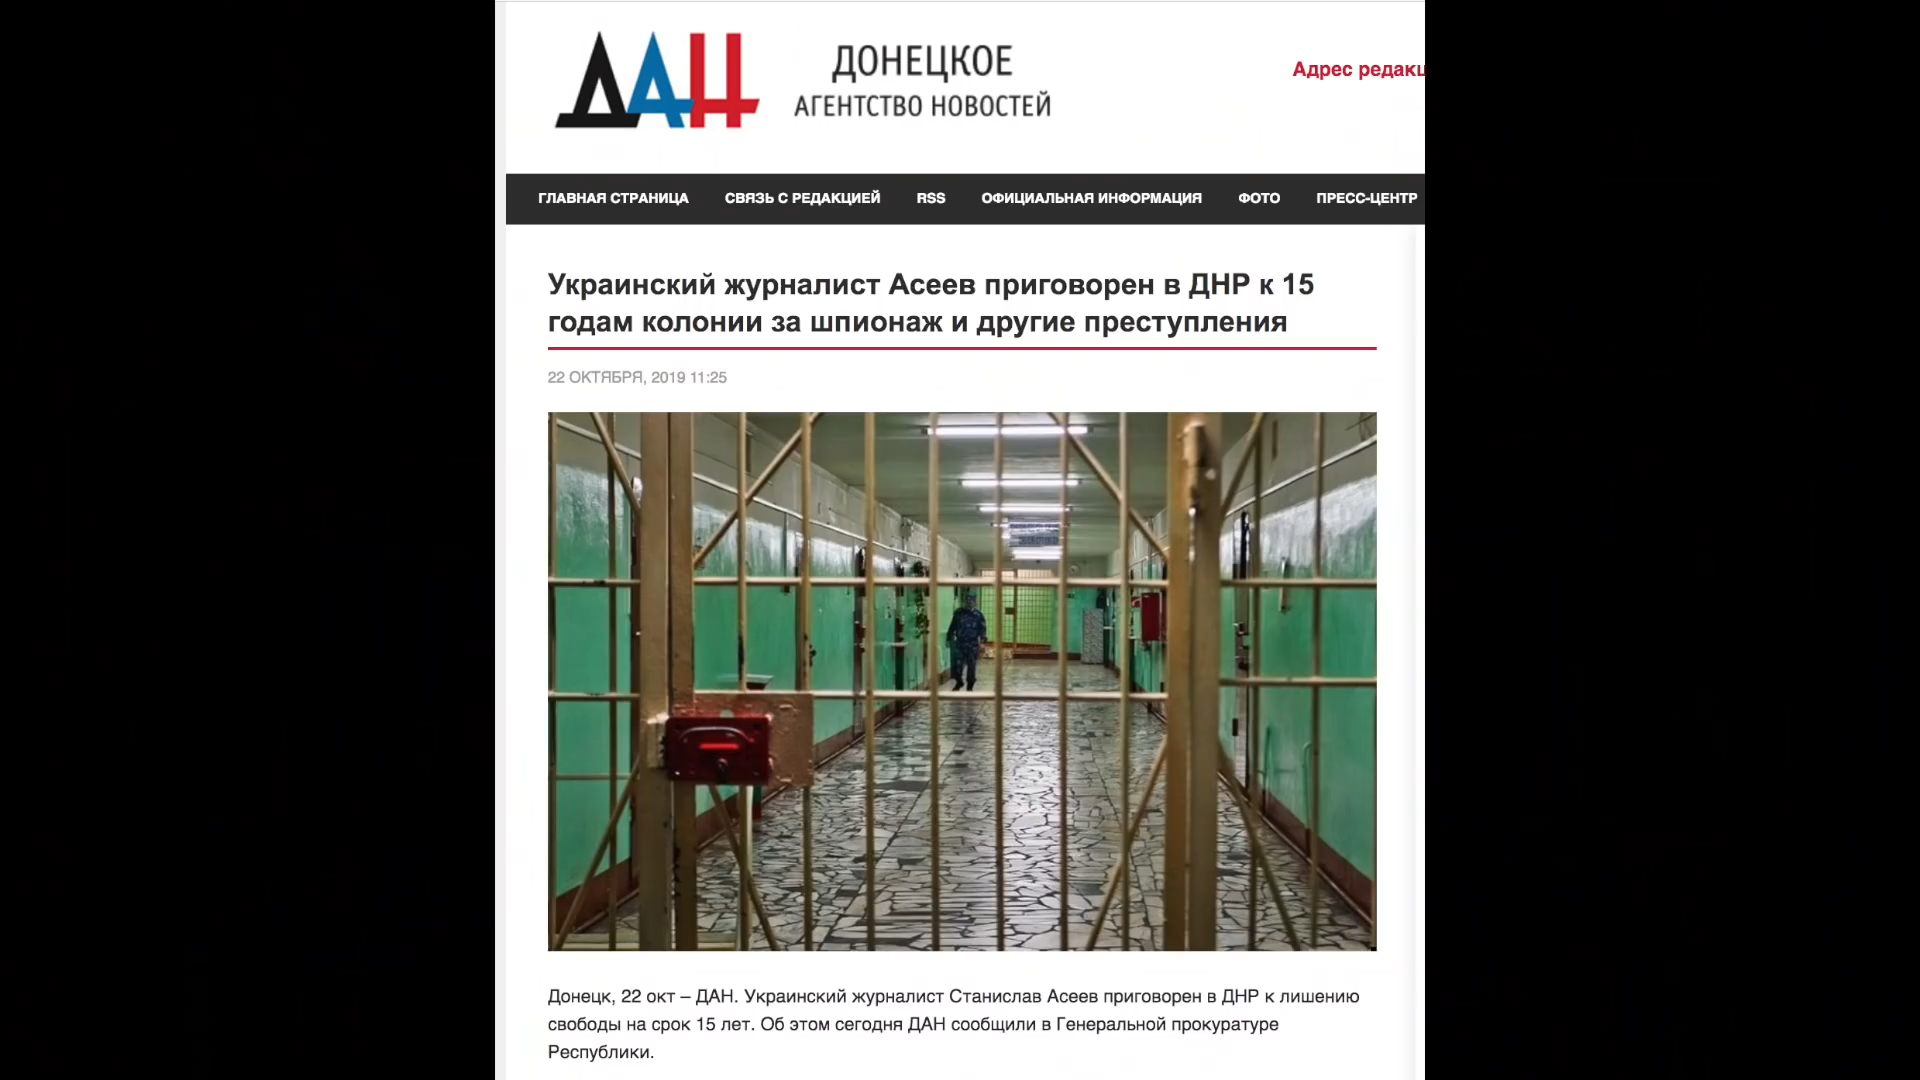 ДАН
ДОНЕЦКОЕ
АГЕНТСТВО НОВОСТЕЙ
Адрес редакц
ГЛАВНАЯ СТРАНИЦА СВЯЗЬ С РЕДАКЦИЕЙ RSS ОФИЦИАЛЬНАЯ ИНФОРМАЦИЯ ФОТО ПРЕСС-ЦЕНТР
Украинский журналист Асеев приговорен в ДНР к 15
годам колонии за шпионаж и другие преступления
22 ОКТЯБРЯ, 2019 11:25
Донецк, 22 окт – ДАН. Украинский журналист Станислав Асеев приговорен в ДНР к лишению
свободы на срок 15 лет. Об этом сегодня ДАН сообщили в Генеральной прокуратуре
Республики.